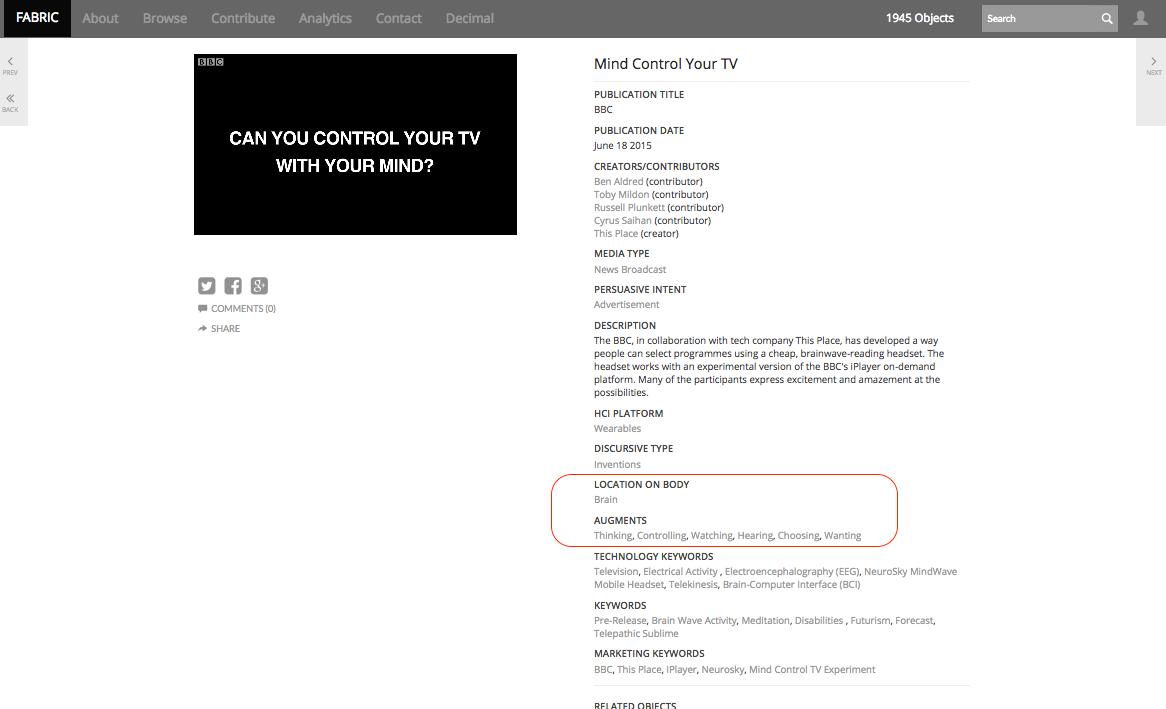 FABRIC About Browse Contribute Analytics Contact Decimal 1945 Objects Search
PREV
BACK
NEXT
BBC
CAN YOU CONTROL YOUR TV
WITH YOUR MIND?
COMMENTS (0)
SHARE
Mind Control Your TV
PUBLICATION TITLE
BBC
PUBLICATION DATE
June 18 2015
CREATORS/CONTRIBUTORS
Ben Aldred (contributor)
Toby Mildon (contributor)
Russell Plunkett (contributor)
Cyrus Saihan (contributor)
This Place (creator)
MEDIA TYPE
News Broadcast
PERSUASIVE INTENT
Advertisement
DESCRIPTION
The BBC, in collaboration with tech company This Place, has developed a way
people can select programmes using a cheap, brainwave-reading headset. The
headset works with an experimental version of the BBC's iPlayer on-demand
platform. Many of the participants express excitement and amazement at the
possibilities.
HCI PLATFORM
Wearables
DISCURSIVE TYPE
Inventions
LOCATION ON BODY
Brain
AUGMENTS
Thinking, Controlling, Watching, Hearing, Choosing, Wanting
TECHNOLOGY KEYWORDS
Television, Electrical Activity , Electroencephalography (EEG), NeuroSky MindWave
Mobile Headset, Telekinesis, Brain-Computer Interface (BCI)
KEYWORDS
Pre-Release, Brain Wave Activity, Meditation, Disabilities , Futurism, Forecast,
Telepathic Sublime
MARKETING KEYWORDS
BBC, This Place, IPlayer, Neurosky, Mind Control TV Experiment
RELATED OBJECTS